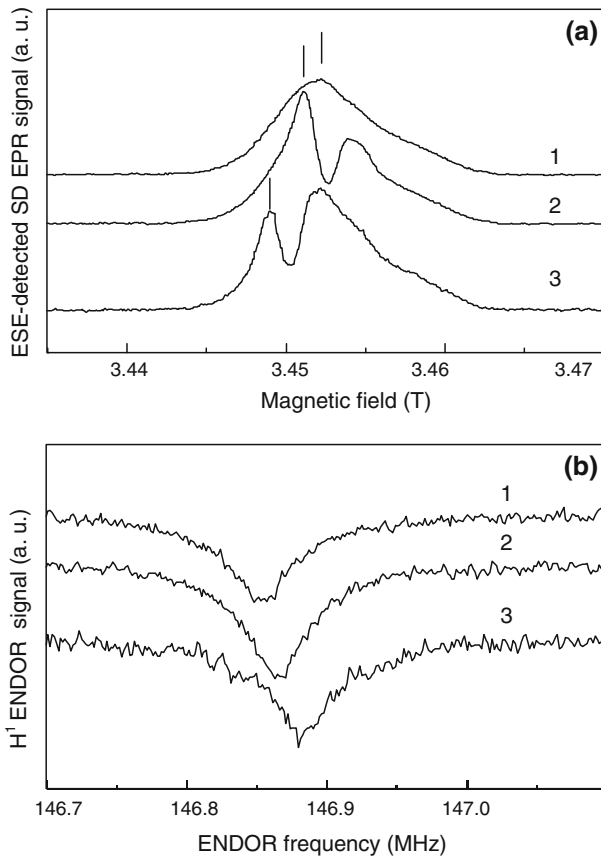 (a)
ESE-detected SD EPR signal (a. u.)
1
2
3
3.44
3.45
3.46
3.47
Magnetic field (T)
(b)
H¹ ENDOR signal (a. u.)
1
2
3
146.7
146.8
146.9
147.0
ENDOR frequency (MHz)